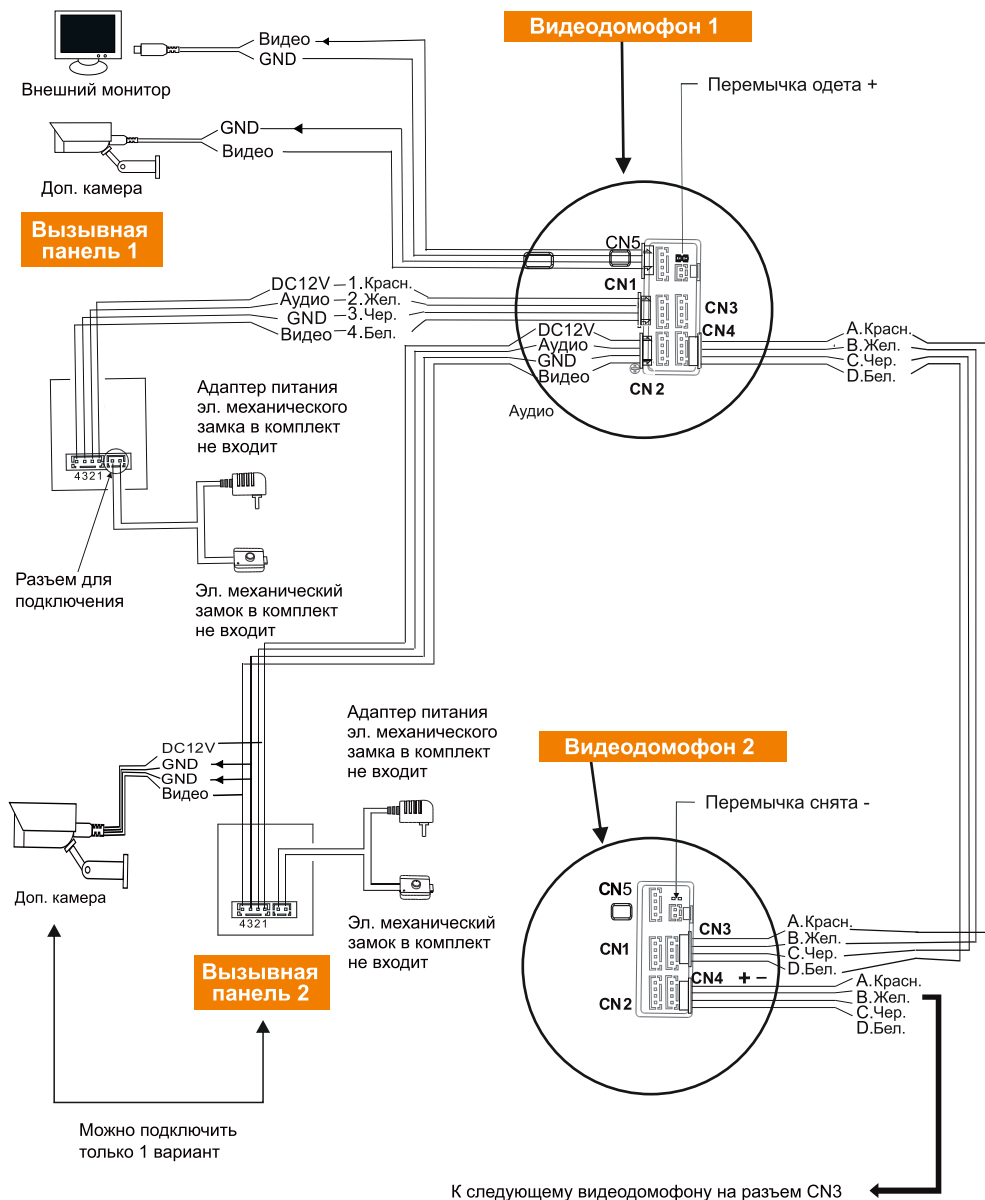 Видеодомофон 1
Видео
GND
Внешний монитор
Перемычка одета +
GND
Видео
Доп. камера
Вызывная
панель 1
CN5
CN1
CN3
CN4
CN2
DC12V
1.Красн.
Аудио
2.Жел.
GND
3.Чер.
Видео
4.Бел.
DC12V
Аудио
GND
Видео
Аудио
A.Красн.
B.Жел.
C.Чер.
D.Бел.
Адаптер питания
эл. механического
замка в комплект
не входит
4321
Разъем для
подключения
Эл. механический
замок в комплект
не входит
Адаптер питания
эл. механического
замка в комплект
не входит
Видеодомофон 2
DC12V
GND
GND
Видео
Перемычка снята -
Доп. камера
4321
Эл. механический
замок в комплект
не входит
Вызывная
панель 2
CN5
CN3
CN1
CN4
+ −
CN2
A.Красн.
B.Жел.
C.Чер.
D.Бел.
A.Красн.
B.Жел.
C.Чер.
D.Бел.
Можно подключить
только 1 вариант
К следующему видеодомофону на разъем CN3